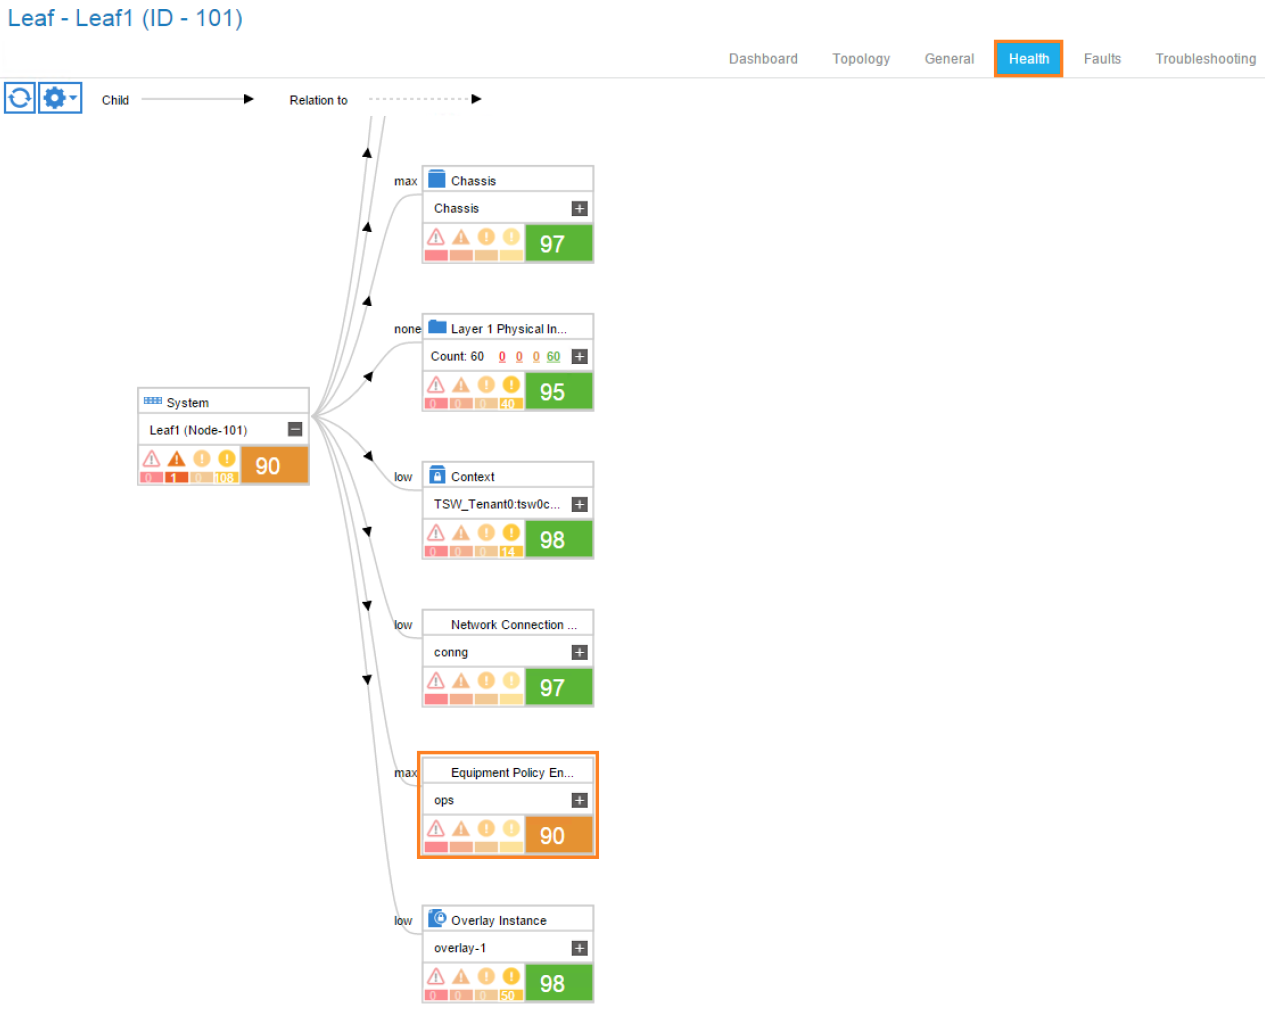 Leaf - Leaf1 (ID - 101)
Dashboard Topology General Health Faults Troubleshooting
Child Relation to
max Chassis
Chassis
97
none Layer 1 Physical In...
Count: 60 0 0 0 60
0 0 0 40 95
System
Leaf1 (Node-101)
0 1 0 108 90
low Context
TSW_Tenant0:tsw0c...
0 0 0 14 98
low Network Connection ...
conng
97
max Equipment Policy En...
ops
90
low Overlay Instance
overlay-1
0 0 0 50 98